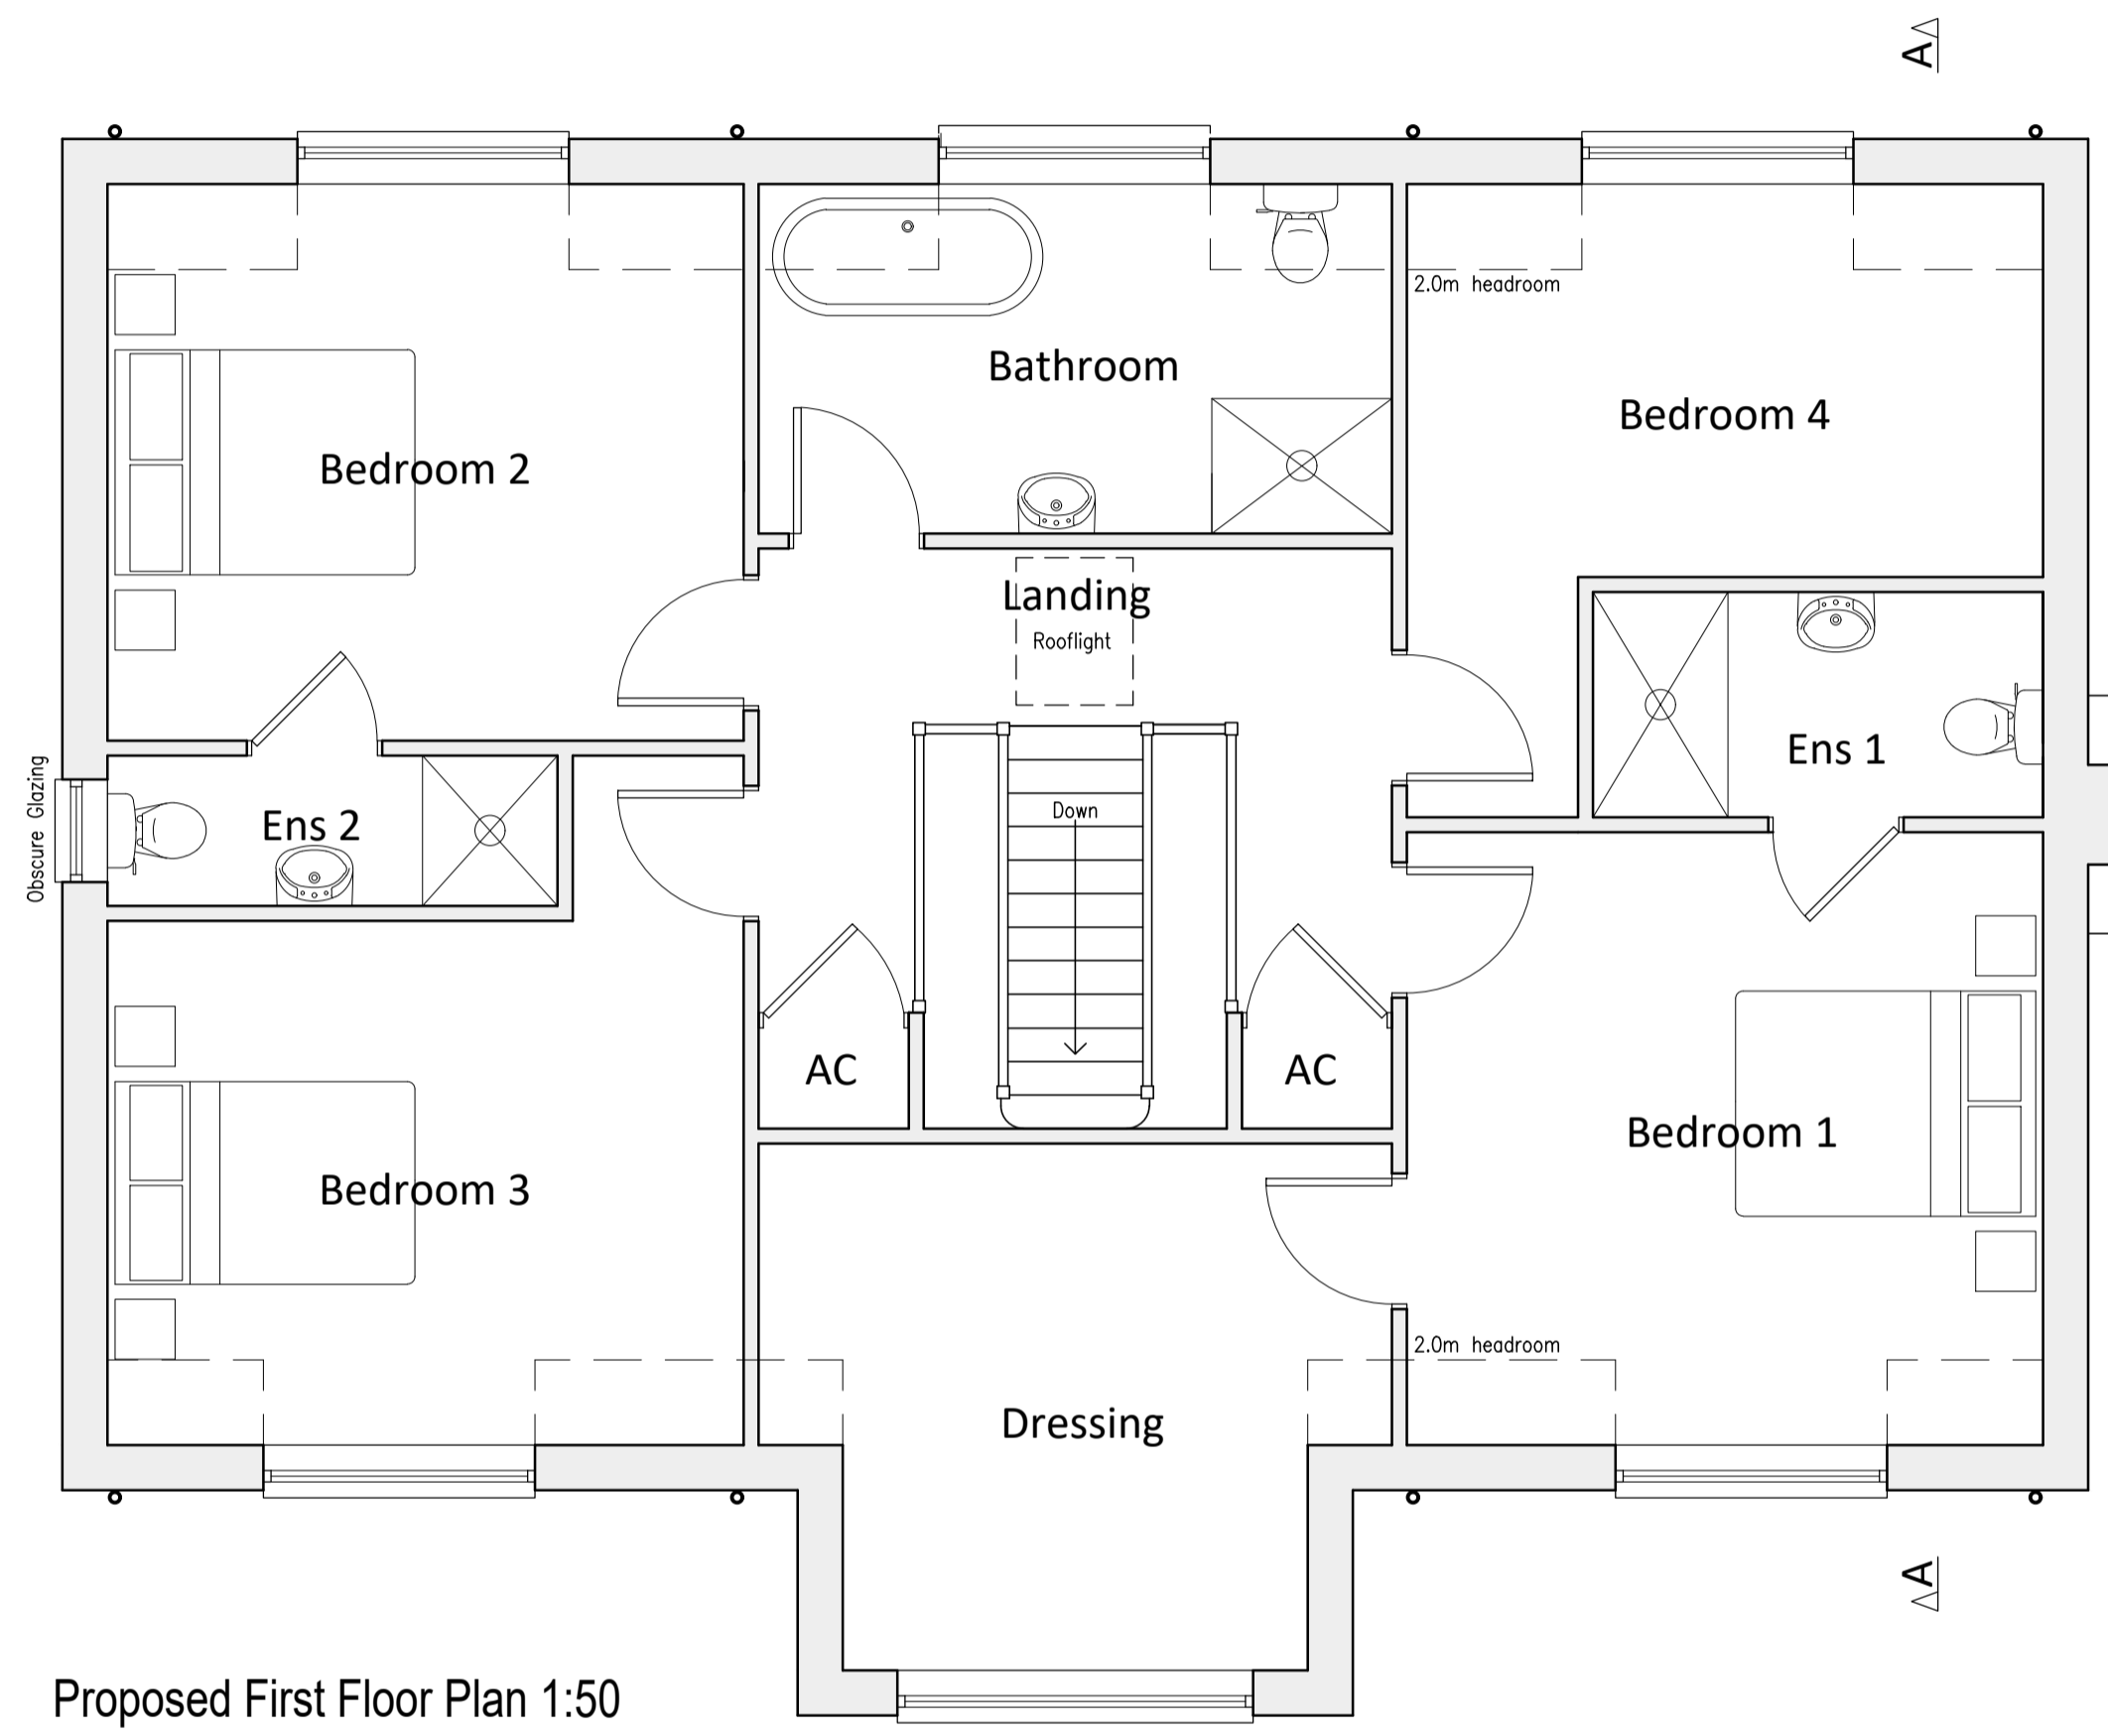 A
2.0m headroom
Bathroom
Bedroom 4
Bedroom 2
Landing
Rooflight
Ens 1
Obscure Glazing
Down
Ens 2
AC
AC
Bedroom 1
Bedroom 3
2.0m headroom
Dressing
A
Proposed First Floor Plan 1:50